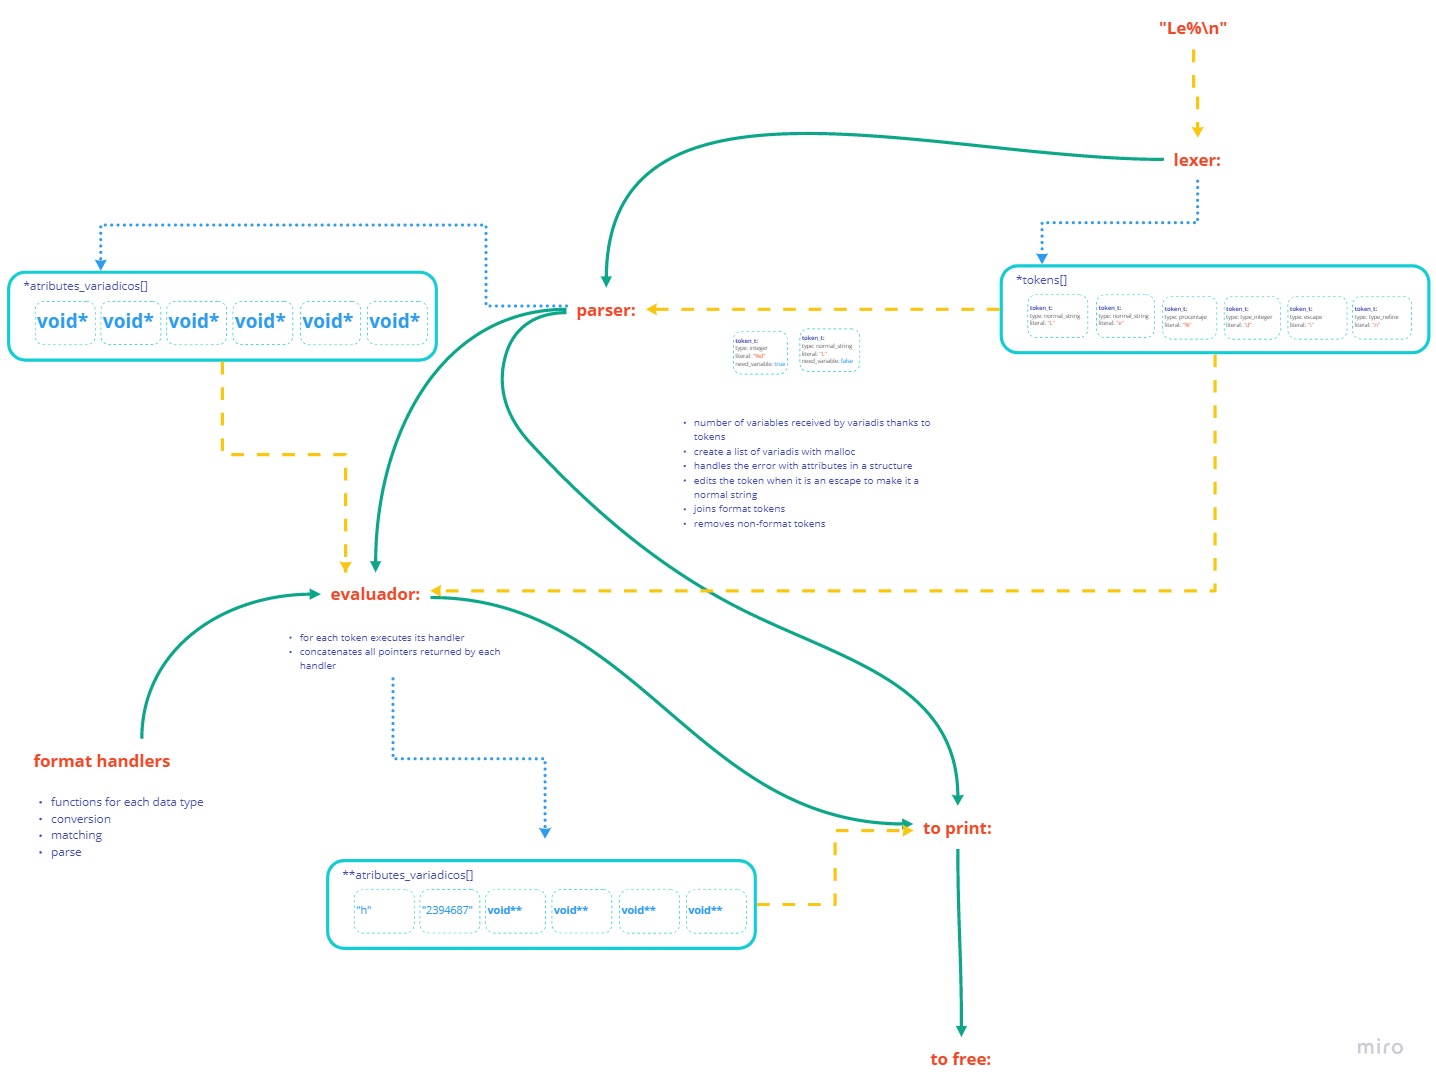 "Le%\n"
lexer:
*atributes_variadicos[]
void* void* void* void* void* void*
parser:
*tokens[]
token_t:
type: normal_string
literal: "L"
token_t:
type: normal_string
literal: "e"
token_t:
type: procentaje
literal: "%"
token_t:
type: type_integer
literal: "d"
token_t:
type: escape
literal: "\"
token_t:
type: type_neline
literal: "n"
token_t:
type: integer
literal: "%d"
need_variable: true
token_t:
type: normal_string
literal: "L"
need_variable: false
• number of variables received by variadis thanks to
tokens
• create a list of variadis with malloc
• handles the error with attributes in a structure
• edits the token when it is an escape to make it a
normal string
• joins format tokens
• removes non-format tokens
evaluador:
• for each token executes its handler
• concatenates all pointers returned by each
handler
format handlers
• functions for each data type
• conversion
• matching
• parse
to print:
**atributes_variadicos[]
"h" "2394687" void** void** void** void**
to free:
miro